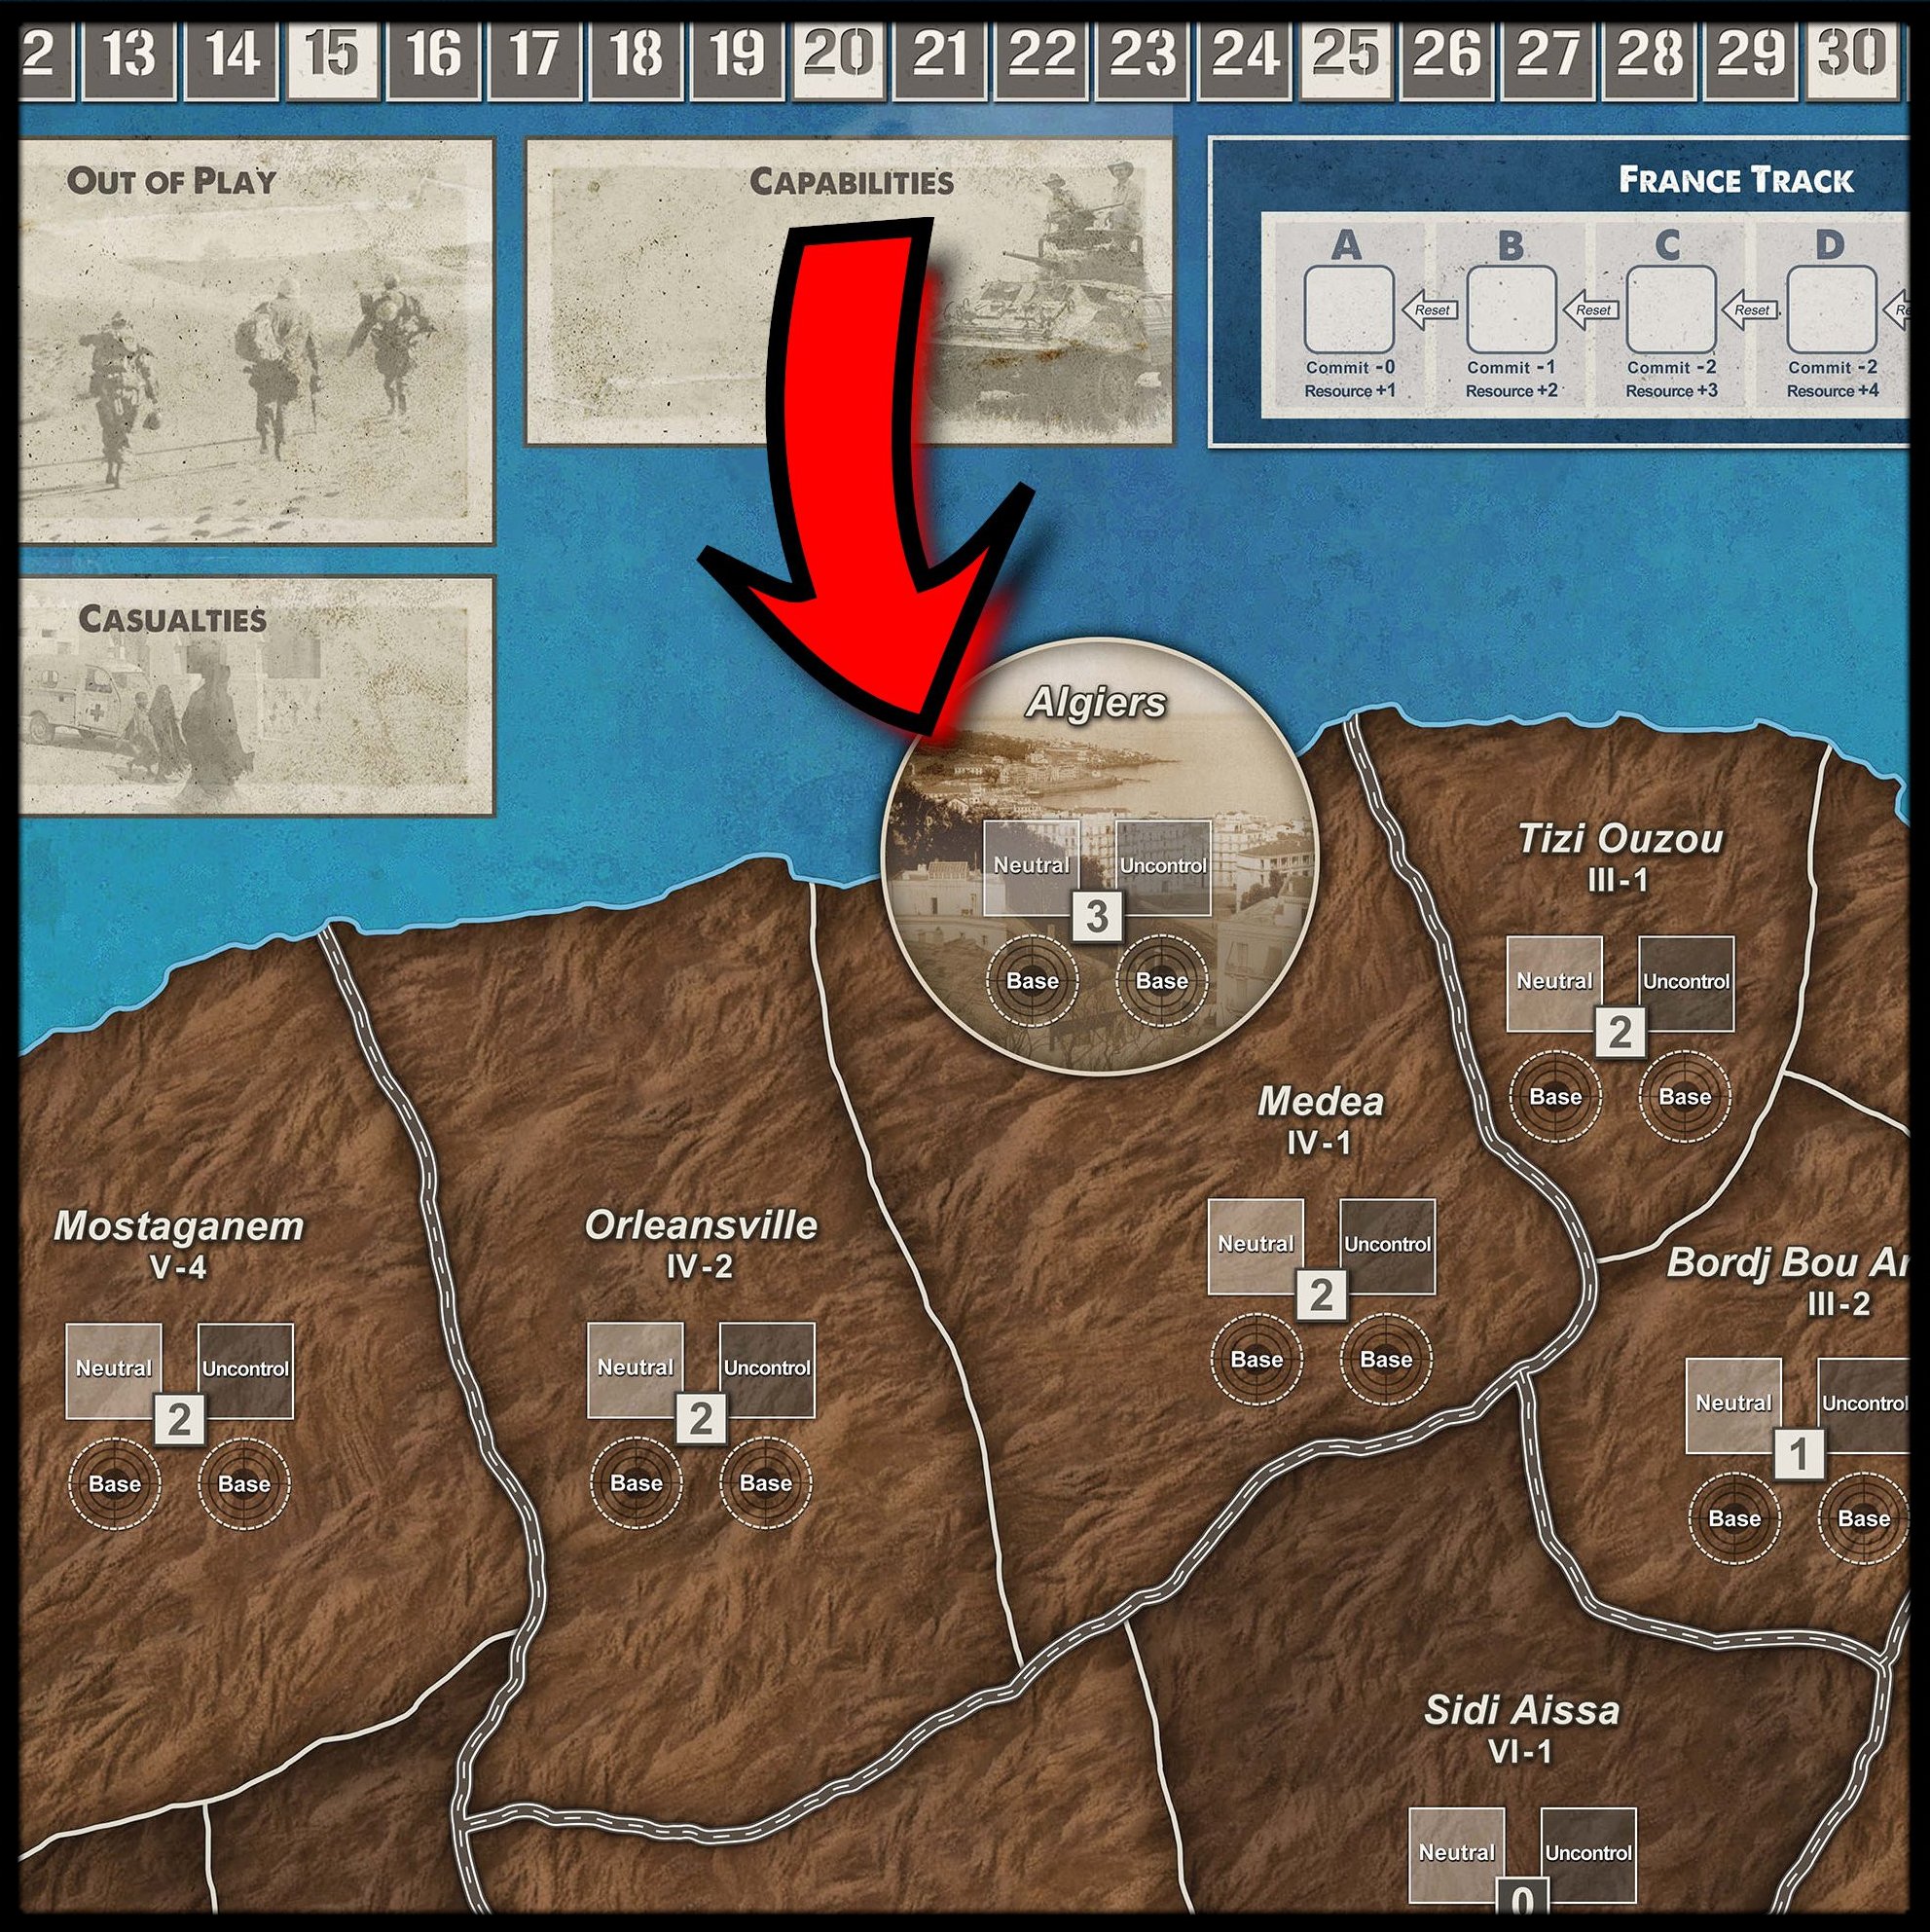 2 13 14 15 16 17 18 19 20 21 22 23 24 25 26 27 28 29 30
OUT OF PLAY
CAPABILITIES
FRANCE TRACK
A B C D
Reset Reset Reset Re
Commit -0 Commit -1 Commit -2 Commit -2
Resource +1 Resource +2 Resource +3 Resource +4
CASUALTIES
Algiers
Neutral Uncontrol
3
Base Base
Tizi Ouzou
III-1
Neutral Uncontrol
2
Base Base
Medea
IV-1
Neutral Uncontrol
2
Base Base
Mostaganem
V-4
Neutral Uncontrol
2
Base Base
Orleansville
IV-2
Neutral Uncontrol
2
Base Base
Bordj Bou Ar
III-2
Neutral Uncontrol
1
Base Base
Sidi Aissa
VI-1
Neutral Uncontrol
0